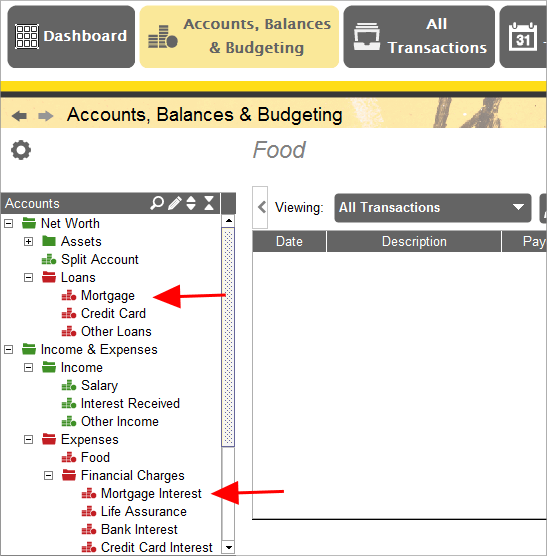 Dashboard
Accounts, Balances
& Budgeting
All
Transactions
31
Accounts, Balances & Budgeting
Food
Accounts
Viewing:
All Transactions
Date
Description
Pay
Net Worth
Assets
Split Account
Loans
Mortgage
Credit Card
Other Loans
Income & Expenses
Income
Salary
Interest Received
Other Income
Expenses
Food
Financial Charges
Mortgage Interest
Life Assurance
Bank Interest
Credit Card Interest